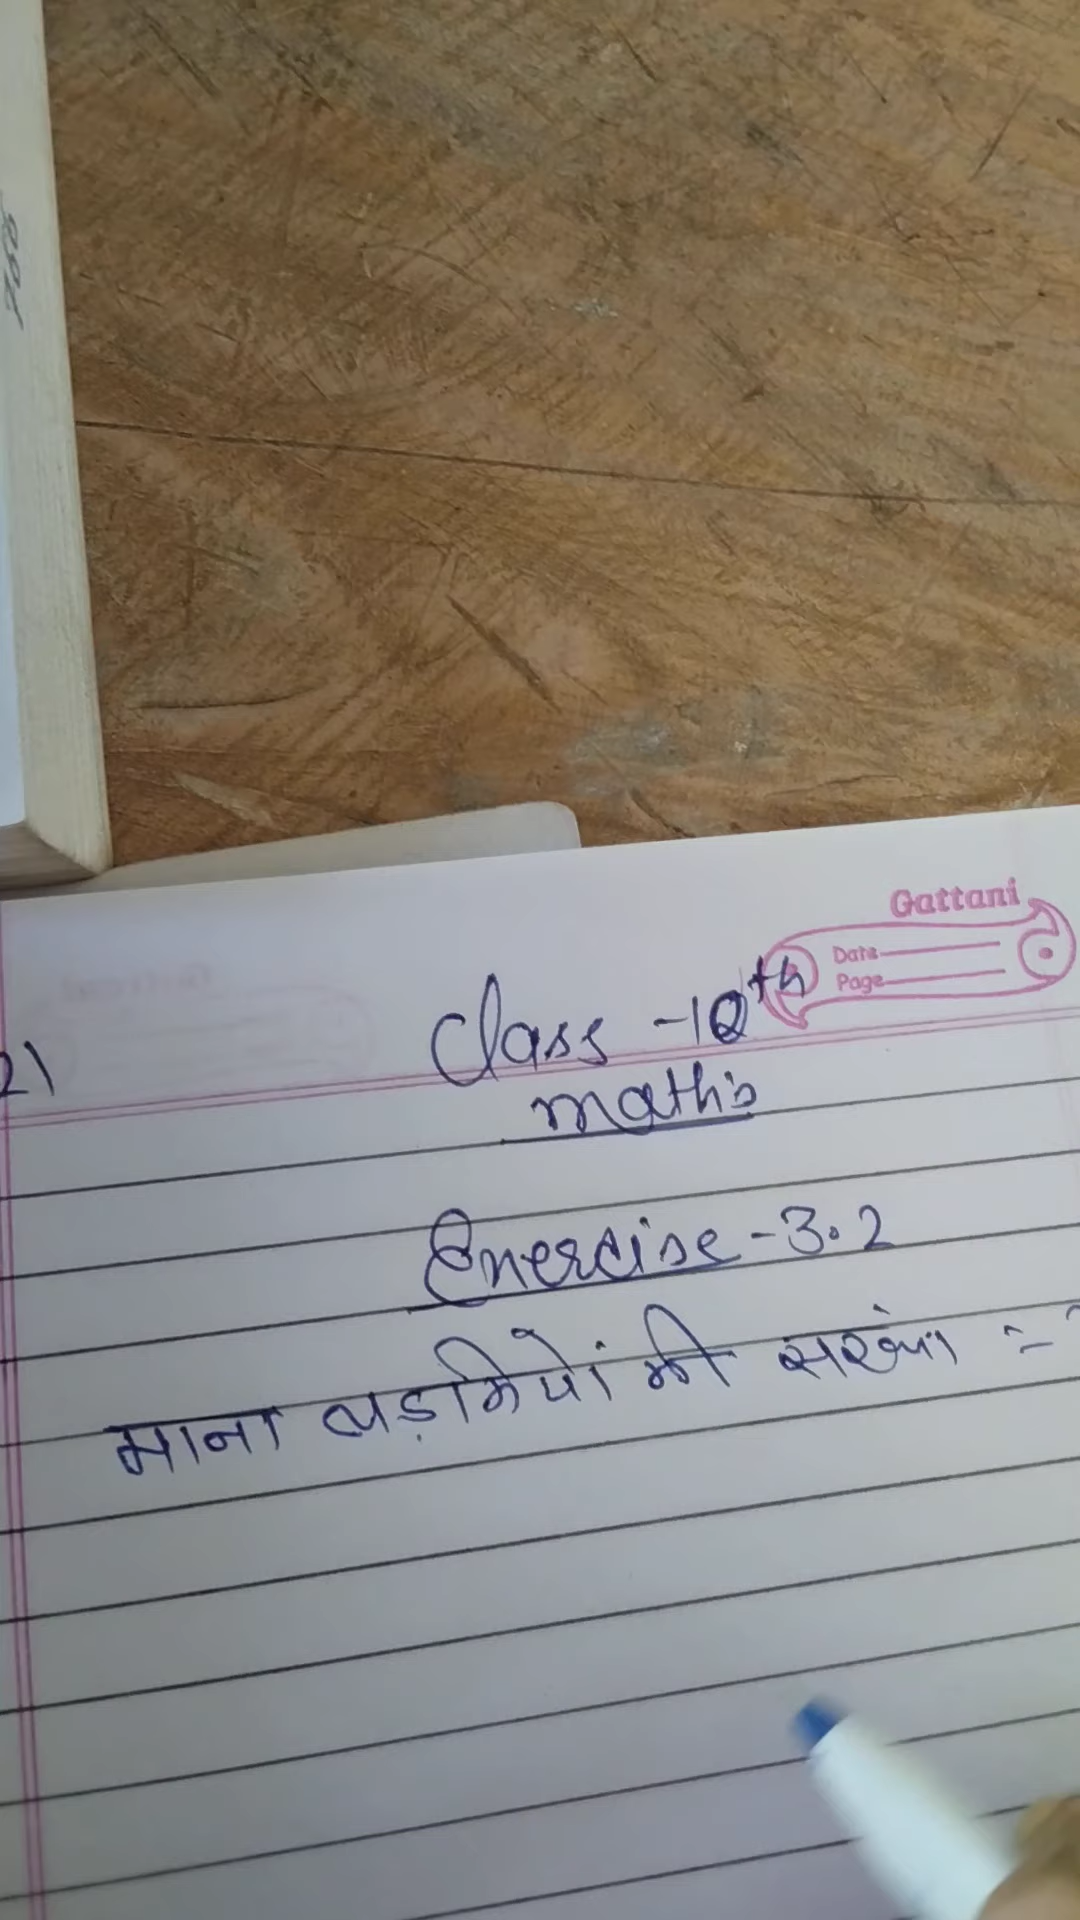 Gattani
Date
Page
Class -10th
maths
Exercise -3.2
माना लड़कियों की संख्या =